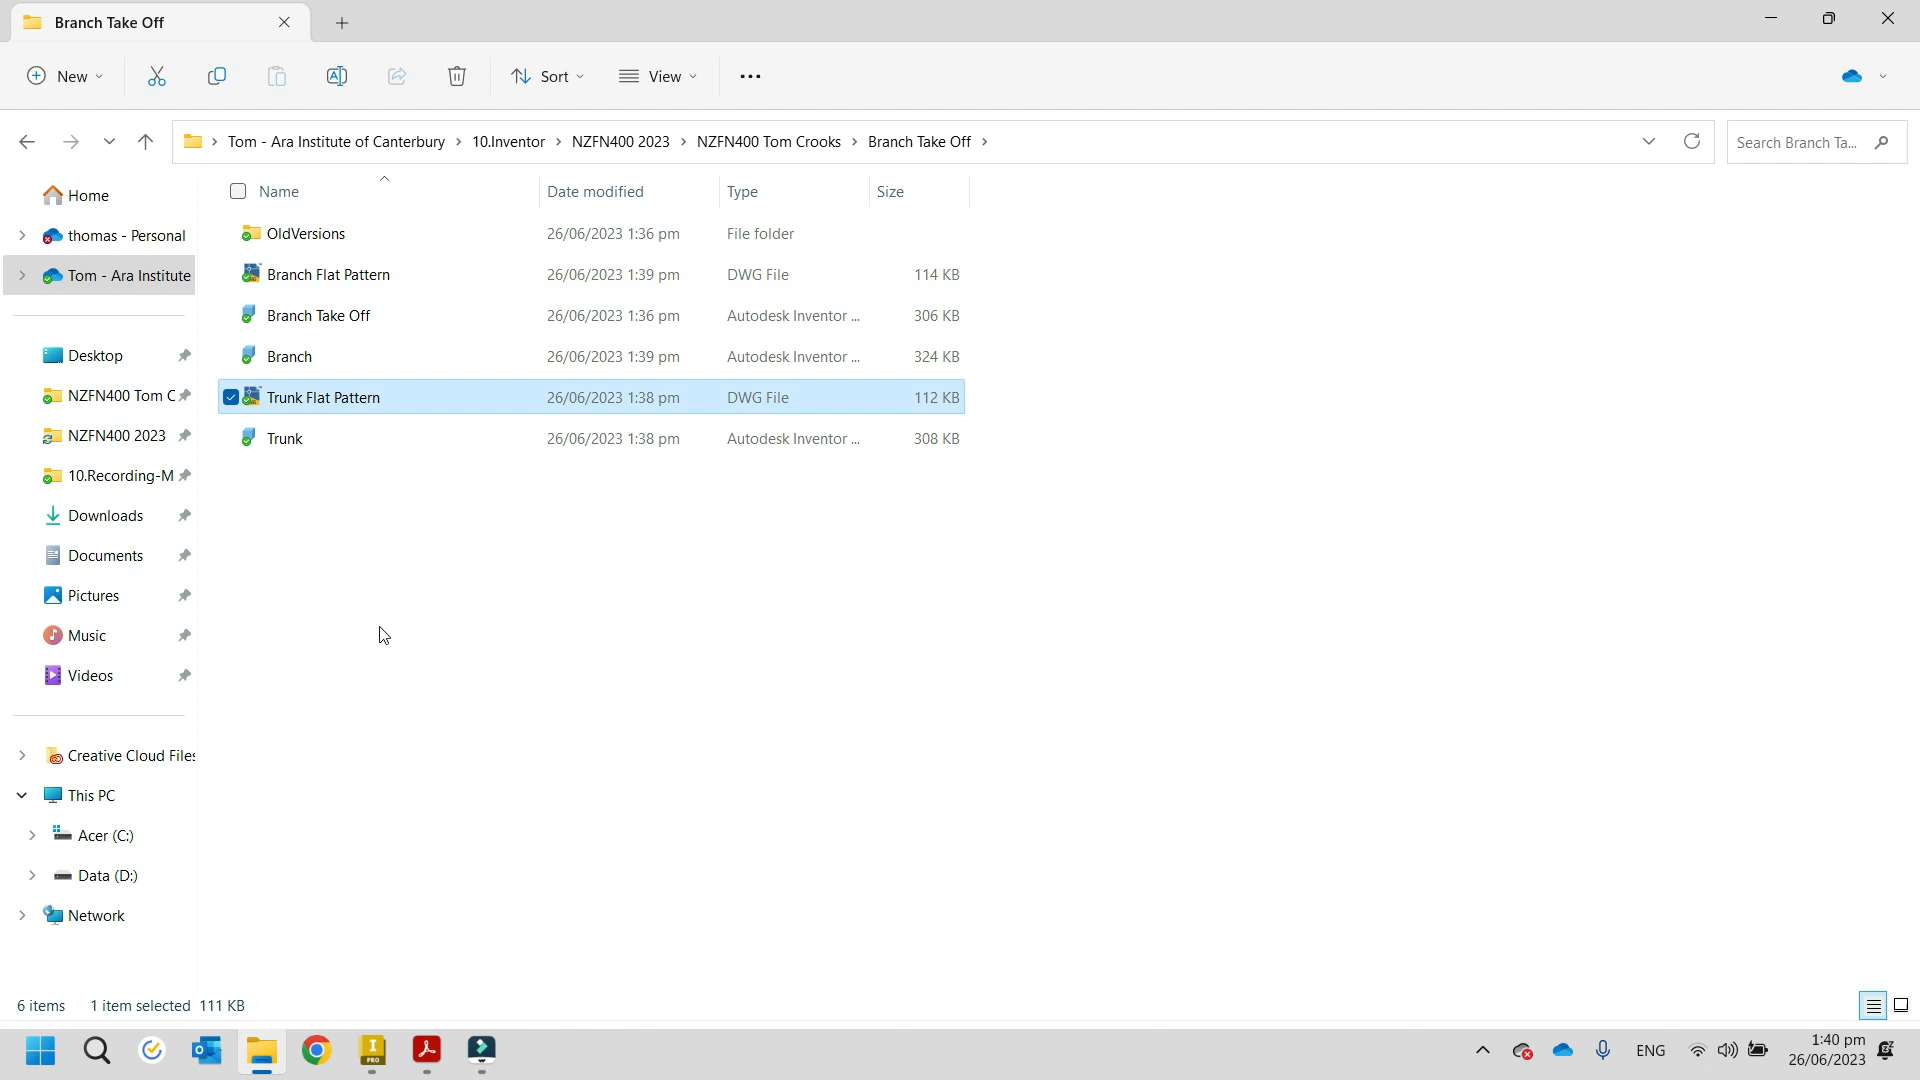 Branch Take Off
New
Sort
View
Tom - Ara Institute of Canterbury > 10.Inventor > NZFN400 2023 > NZFN400 Tom Crooks > Branch Take Off >
Search Branch Ta...
Name Date modified Type Size
OldVersions 26/06/2023 1:36 pm File folder
Branch Flat Pattern 26/06/2023 1:39 pm DWG File 114 KB
Branch Take Off 26/06/2023 1:36 pm Autodesk Inventor ... 306 KB
Branch 26/06/2023 1:39 pm Autodesk Inventor ... 324 KB
Trunk Flat Pattern 26/06/2023 1:38 pm DWG File 112 KB
Trunk 26/06/2023 1:38 pm Autodesk Inventor ... 308 KB
Home
thomas - Personal
Tom - Ara Institute
Desktop
NZFN400 Tom C
NZFN400 2023
10.Recording-M
Downloads
Documents
Pictures
Music
Videos
Creative Cloud Files
This PC
Acer (C:)
Data (D:)
Network
6 items 1 item selected 111 KB
I
PRO
ENG
1:40 pm
26/06/2023